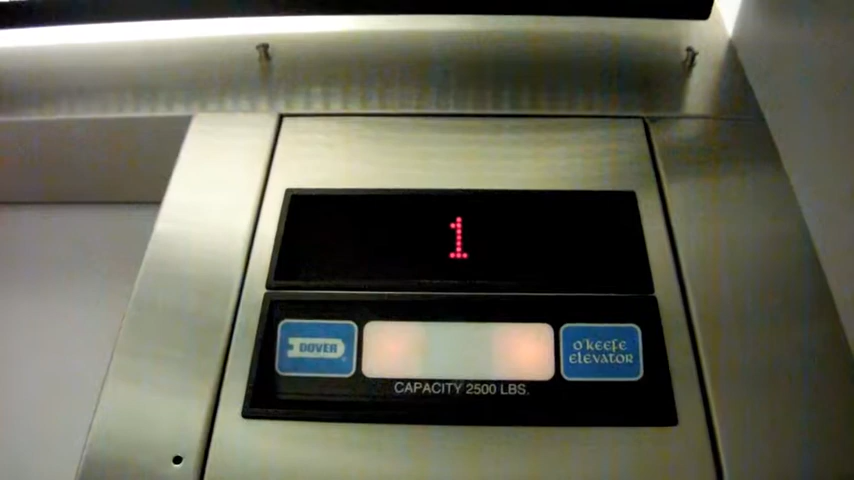 1
DOVER
O'KEEFE
ELEVATOR
CAPACITY 2500 LBS.